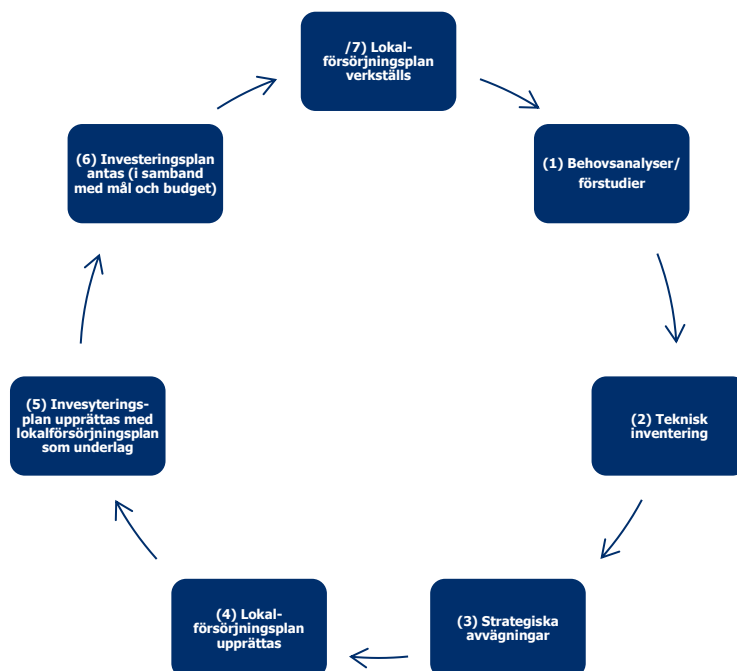 /7) Lokal-
försörjningsplan
verkställs
(1) Behovsanalyser/
förstudier
(2) Teknisk
inventering
(3) Strategiska
avvägningar
(4) Lokal-
försörjningsplan
upprättas
(5) Invesyterings-
plan upprättas med
lokalförsörjningsplan
som underlag
(6) Investeringsplan
antas (i samband
med mål och budget)